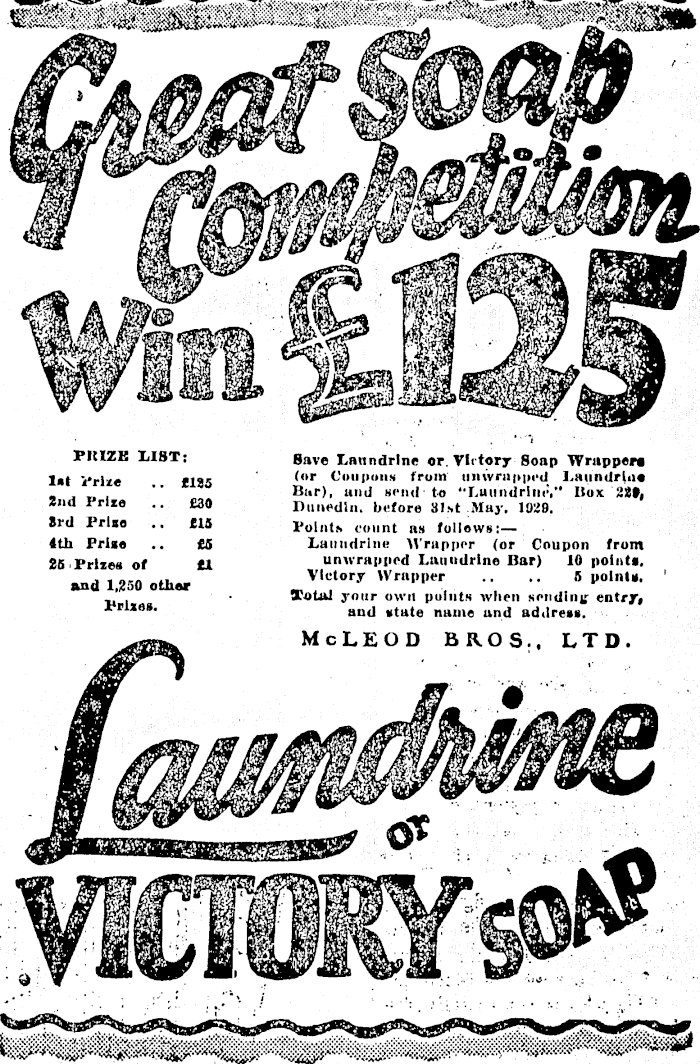 Great Soap
Competition
Win £125
PRIZE LIST:
1st Prize .. £125
2nd Prize .. £30
3rd Prize .. £15
4th Prize .. £5
25 Prizes of £1
and 1,250 other
Prizes.
Save Laundrine or Victory Soap Wrappers
(or Coupons from unwrapped Laundrine
Bar), and send to "Laundrine," Box 229,
Dunedin, before 31st May, 1929.
Points count as follows:—
Laundrine Wrapper (or Coupon from
unwrapped Laundrine Bar) 10 points.
Victory Wrapper .. .. 5 points.
Total your own points when sending entry,
and state name and address.
McLEOD BROS., LTD.
Laundrine
or
VICTORY SOAP